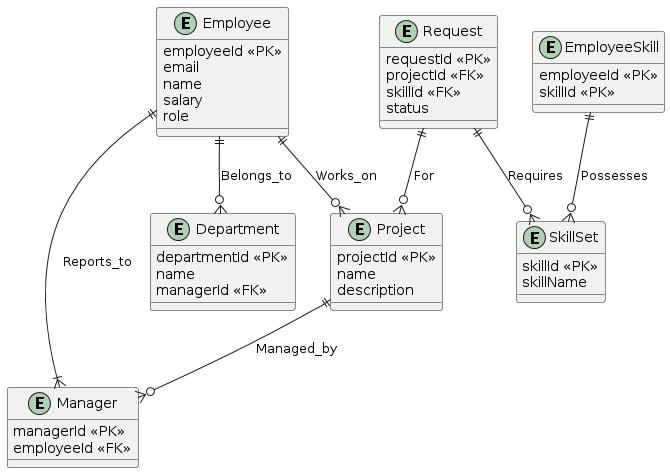 E Employee
employeeId «PK»
email
name
salary
role
E Request
requestId «PK»
projectId «FK»
skillId «FK»
status
E EmployeeSkill
employeeId «PK»
skillId «PK»
Belongs_to
Works_on
For
Requires
Possesses
E Department
departmentId «PK»
name
managerId «FK»
E Project
projectId «PK»
name
description
E SkillSet
skillId «PK»
skillName
Reports_to
Managed_by
E Manager
managerId «PK»
employeeId «FK»